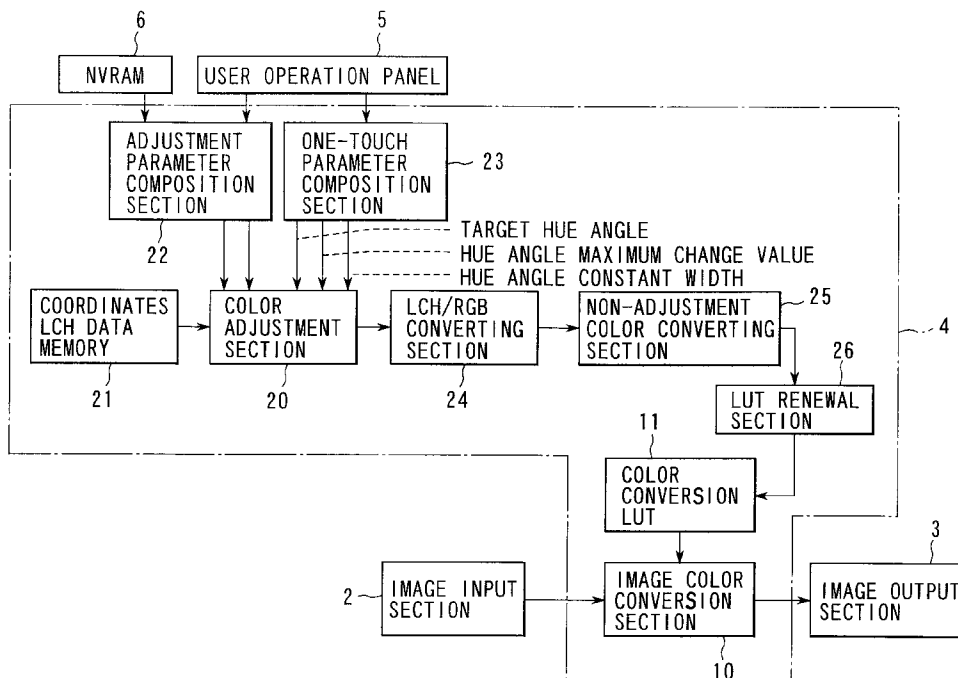 6
5
NVRAM
USER OPERATION PANEL
ADJUSTMENT
PARAMETER
COMPOSITION
SECTION
22
ONE-TOUCH
PARAMETER
COMPOSITION
SECTION
23
TARGET HUE ANGLE
HUE ANGLE MAXIMUM CHANGE VALUE
HUE ANGLE CONSTANT WIDTH
COORDINATES
LCH DATA
MEMORY
21
COLOR
ADJUSTMENT
SECTION
20
LCH/RGB
CONVERTING
SECTION
24
NON-ADJUSTMENT
COLOR CONVERTING
SECTION
25
4
26
LUT RENEWAL
SECTION
11
COLOR
CONVERSION
LUT
2
IMAGE INPUT
SECTION
IMAGE COLOR
CONVERSION
SECTION
10
3
IMAGE OUTPUT
SECTION